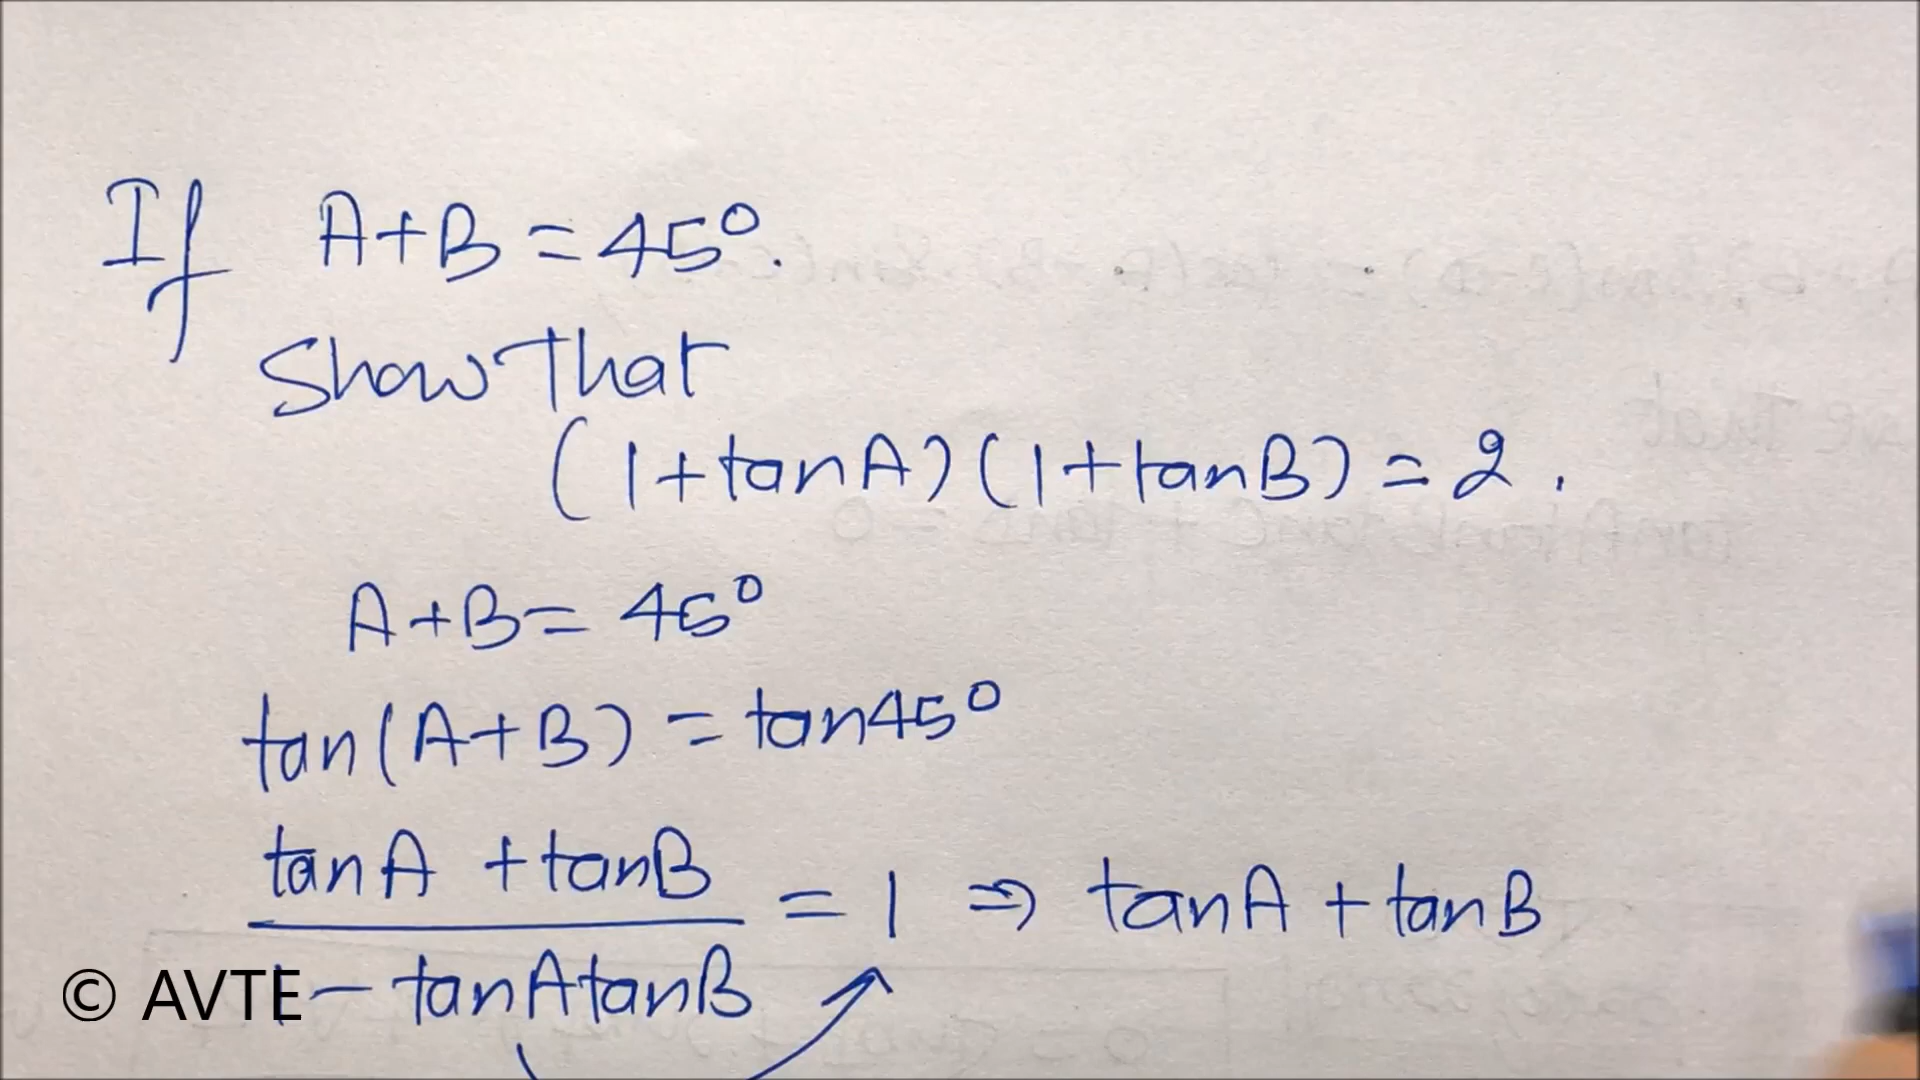 If A+B = 45°.
Show That
(1+tanA)(1+tanB) = 2.
A+B = 45°
tan(A+B) = tan45°
tanA + tanB
= 1 ⇒ tanA + tanB
- tanAtanB
© AVTE